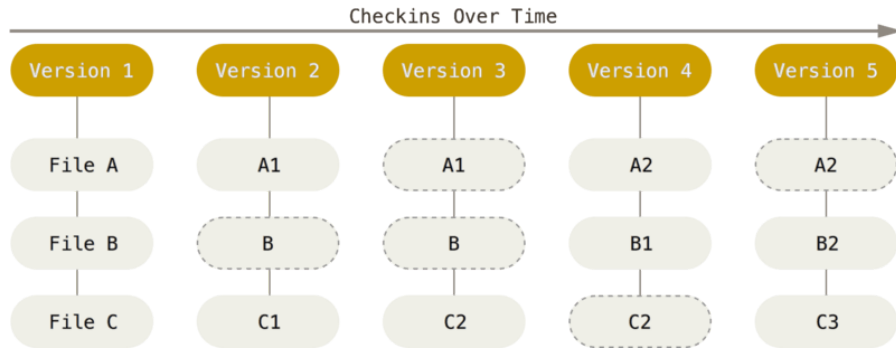 Checkins Over Time
Version 1 Version 2 Version 3 Version 4 Version 5
File A A1 A1 A2 A2
File B B B B1 B2
File C C1 C2 C2 C3